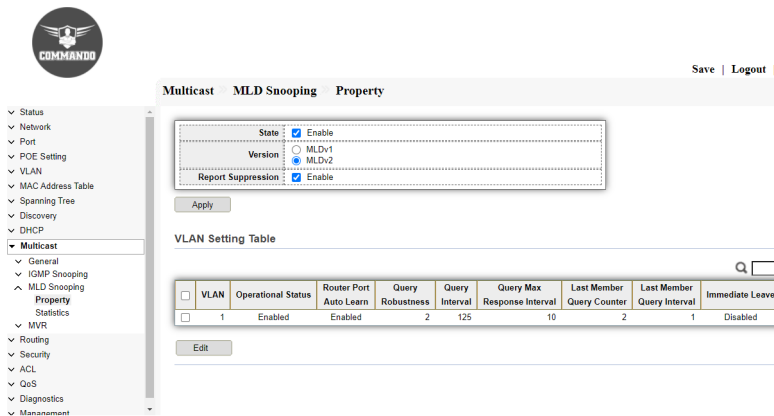 COMMANDO
Save | Logout |
Multicast MLD Snooping Property
Status
Network
Port
POE Setting
VLAN
MAC Address Table
Spanning Tree
Discovery
DHCP
Multicast
General
IGMP Snooping
MLD Snooping
Property
Statistics
MVR
Routing
Security
ACL
QoS
Diagnostics
Management
State Enable
Version MLDv1
MLDv2
Report Suppression Enable
Apply
VLAN Setting Table
VLAN Operational Status Router Port Auto Learn Query Robustness Query Interval Query Max Response Interval Last Member Query Counter Last Member Query Interval Immediate Leave
1 Enabled Enabled 2 125 10 2 1 Disabled
Edit